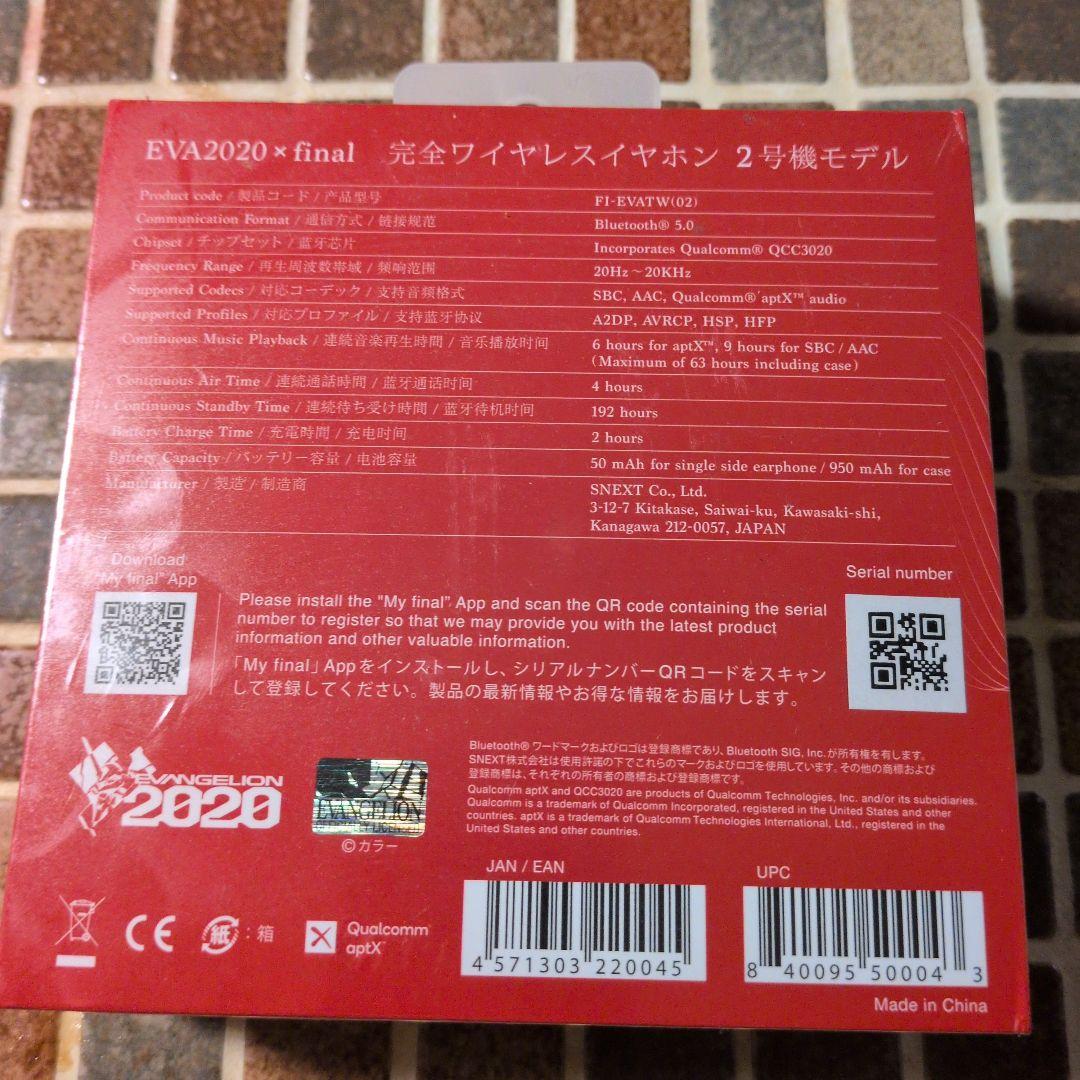 EVA2020×final 完全ワイヤレスイヤホン 2号機モデル
Product code / 製品コード / 产品型号 FI-EVATW(02)
Communication Format / 通信方式 / 链接规范 Bluetooth® 5.0
Chipset / チップセット / 蓝牙芯片 Incorporates Qualcomm® QCC3020
Frequency Range / 再生周波数帯域 / 频响范围 20Hz～20KHz
Supported Codecs / 対応コーデック / 支持音频格式 SBC, AAC, Qualcomm® aptX™ audio
Supported Profiles / 対応プロファイル / 支持蓝牙协议 A2DP, AVRCP, HSP, HFP
Continuous Music Playback / 連続音楽再生時間 / 音乐播放时间 6 hours for aptX™, 9 hours for SBC / AAC
(Maximum of 63 hours including case)
Continuous Air Time / 連続通話時間 / 蓝牙通话时间 4 hours
Continuous Standby Time / 連続待ち受け時間 / 蓝牙待机时间 192 hours
Battery Charge Time / 充電時間 / 充电时间 2 hours
Battery Capacity / バッテリー容量 / 电池容量 50 mAh for single side earphone / 950 mAh for case
Manufacturer / 製造 / 制造商 SNEXT Co., Ltd.
3-12-7 Kitakase, Saiwai-ku, Kawasaki-shi,
Kanagawa 212-0057, JAPAN
Download
"My final" App
Serial number
Please install the "My final" App and scan the QR code containing the serial
number to register so that we may provide you with the latest product
information and other valuable information.
「My final」Appをインストールし、シリアルナンバーQRコードをスキャン
して登録してください。製品の最新情報やお得な情報をお届けします。
EVANGELION
2020
EVANGELION
©カラー
Bluetooth® ワードマークおよびロゴは登録商標であり、Bluetooth SIG, Inc.が所有権を有します。
SNEXT株式会社は使用許諾の下でこれらのマークおよびロゴを使用しています。その他の商標および
登録商標は、それぞれの所有者の商標および登録商標です。
Qualcomm aptX and QCC3020 are products of Qualcomm Technologies, Inc. and/or its subsidiaries.
Qualcomm is a trademark of Qualcomm Incorporated, registered in the United States and other
countries. aptX is a trademark of Qualcomm Technologies International, Ltd., registered in the
United States and other countries.
JAN / EAN
UPC
CE
紙：箱
Qualcomm
aptX™
4 571303 220045
8 40095 50004 3
Made in China